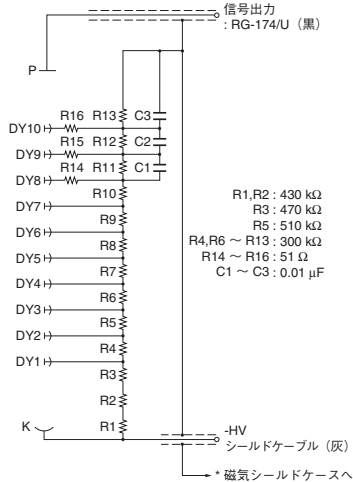 信号出力
: RG-174/U（黒）
P
R16 R13 C3
DY10
R15 R12 C2
DY9
R14 R11 C1
DY8
R10
DY7
R9
DY6
R8
DY5
R7
DY4
R6
DY3
R5
DY2
R4
DY1
R3
R2
K
R1
R1,R2 : 430 kΩ
R3 : 470 kΩ
R5 : 510 kΩ
R4,R6 ～ R13 : 300 kΩ
R14 ～ R16 : 51 Ω
C1 ～ C3 : 0.01 µF
-HV
シールドケーブル（灰）
* 磁気シールドケースへ